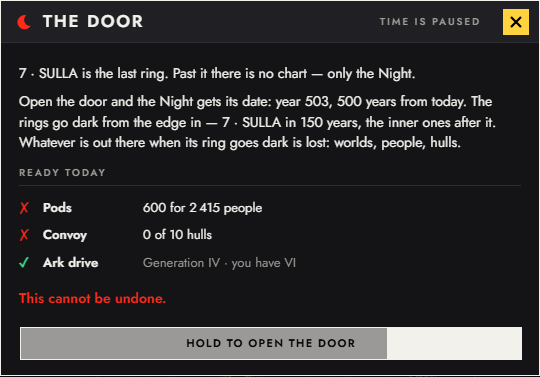 THE DOOR
TIME IS PAUSED
7 · SULLA is the last ring. Past it there is no chart — only the Night.
Open the door and the Night gets its date: year 503, 500 years from today. The
rings go dark from the edge in — 7 · SULLA in 150 years, the inner ones after it.
Whatever is out there when its ring goes dark is lost: worlds, people, hulls.
READY TODAY
✗ Pods 600 for 2 415 people
✗ Convoy 0 of 10 hulls
✓ Ark drive Generation IV · you have VI
This cannot be undone.
HOLD TO OPEN THE DOOR